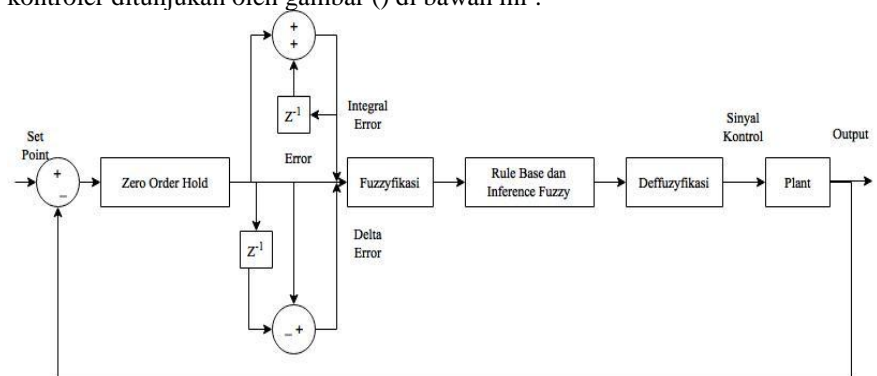 kontroler ditunjukan oleh gambar () di bawah ini :
+
+
Z-1
Integral
Error
Set
Point
+
−
Zero Order Hold
Error
Fuzzyfikasi
Rule Base dan
Inference Fuzzy
Deffuzyfikasi
Sinyal
Kontrol
Plant
Output
Z-1
Delta
Error
− +